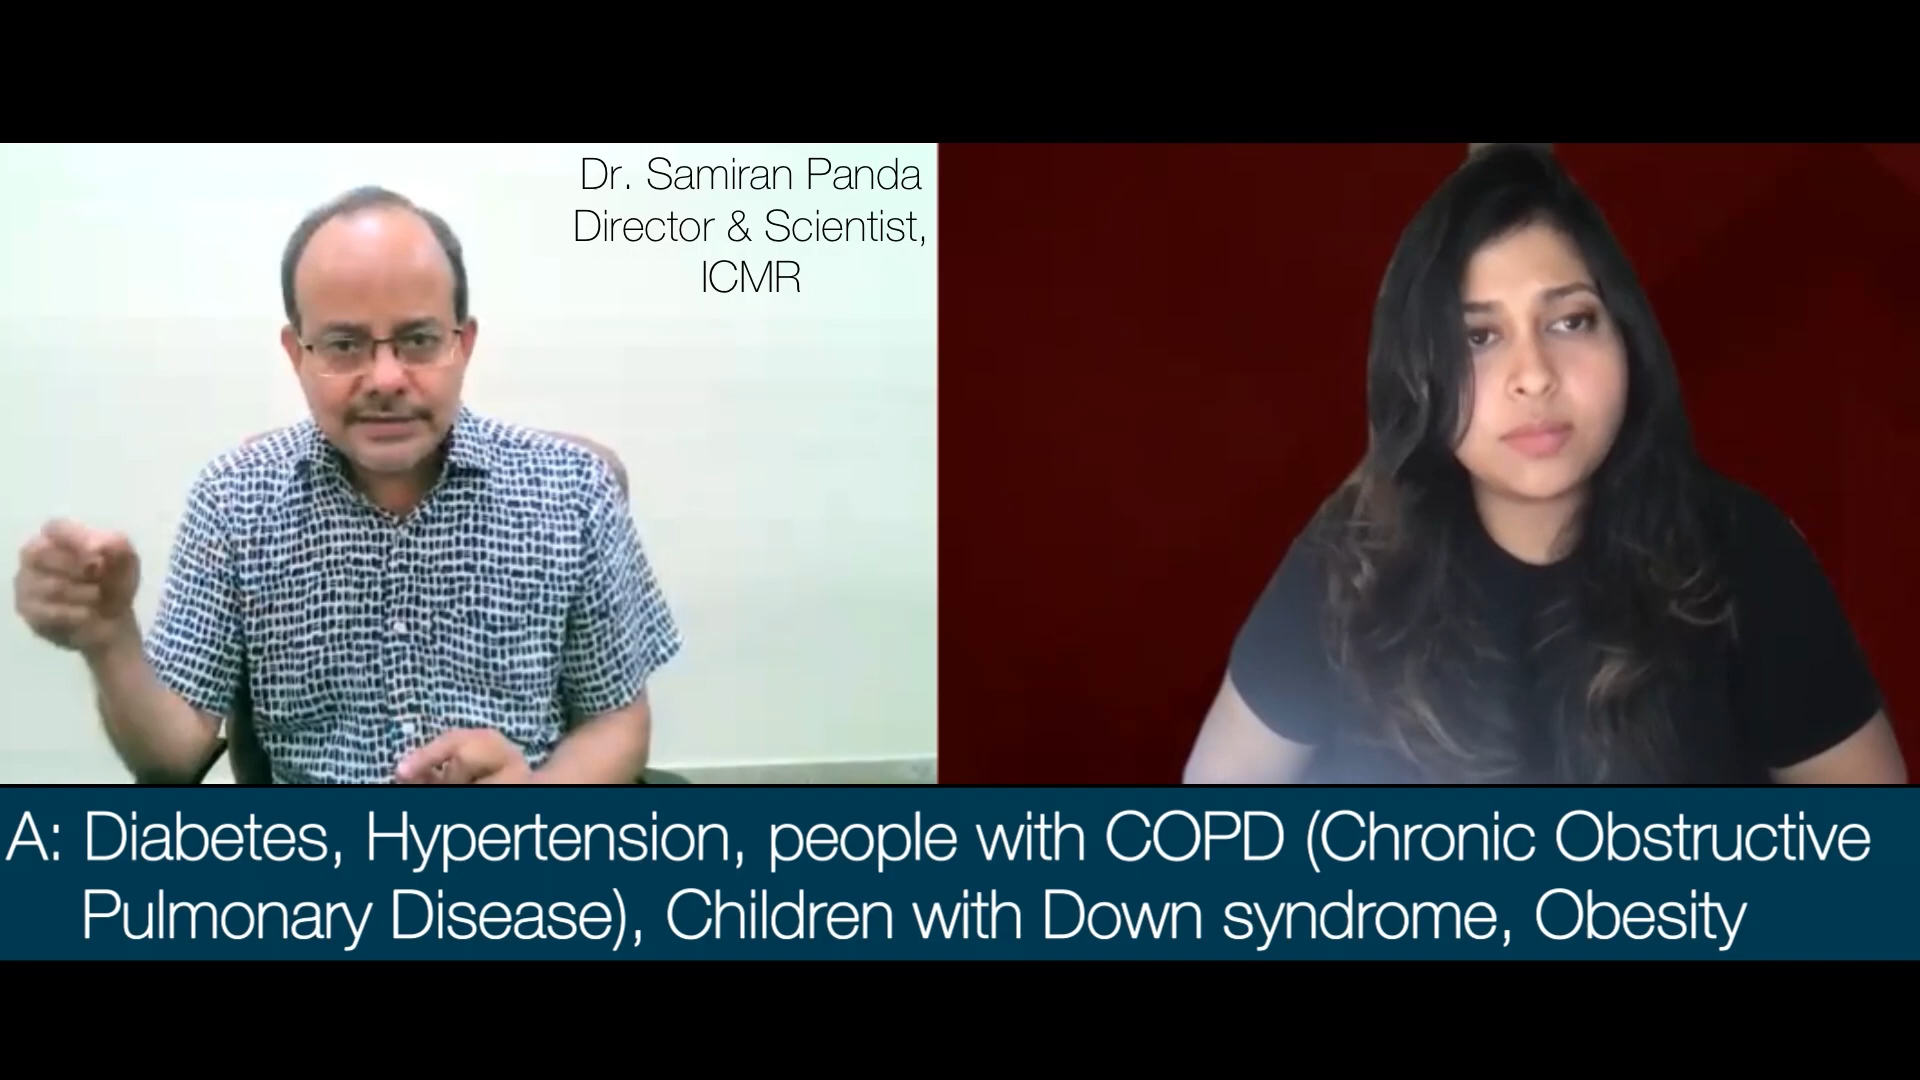 Dr. Samiran Panda
Director & Scientist,
ICMR
A: Diabetes, Hypertension, people with COPD (Chronic Obstructive
Pulmonary Disease), Children with Down syndrome, Obesity